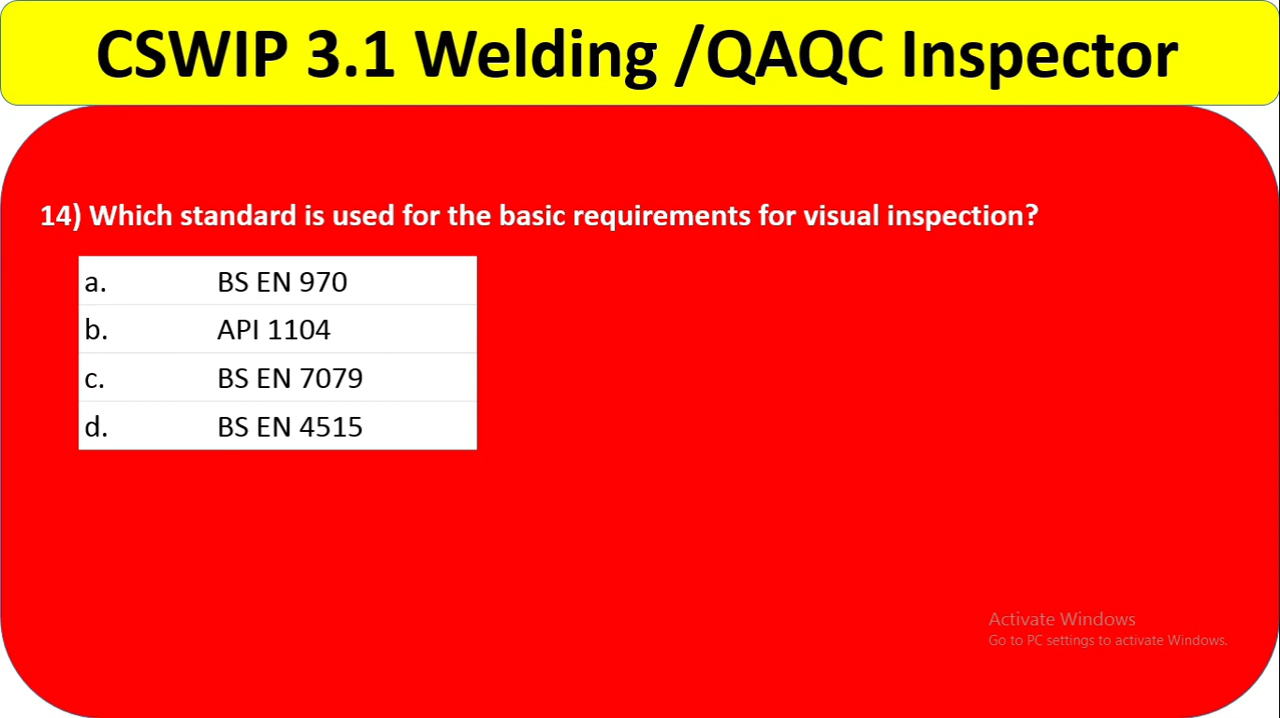 CSWIP 3.1 Welding /QAQC Inspector
14) Which standard is used for the basic requirements for visual inspection?
a. BS EN 970
b. API 1104
c. BS EN 7079
d. BS EN 4515
Activate Windows
Go to PC settings to activate Windows.